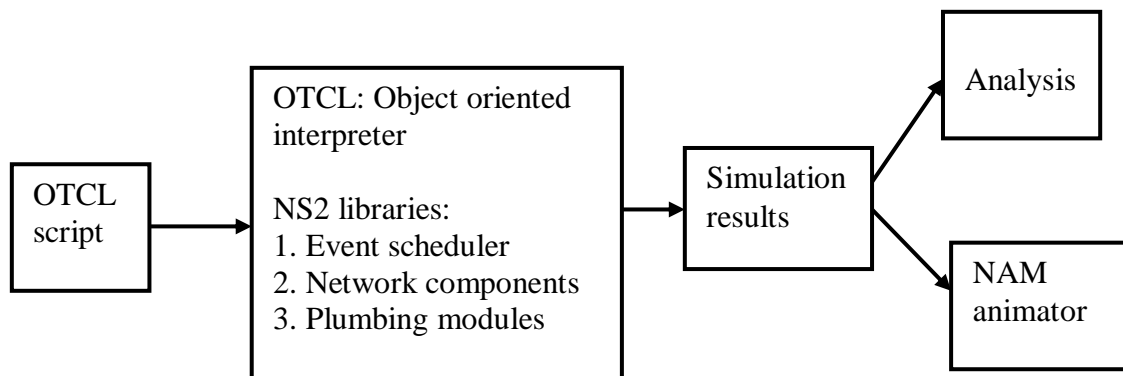 OTCL
script
OTCL: Object oriented
interpreter
NS2 libraries:
1. Event scheduler
2. Network components
3. Plumbing modules
Simulation
results
Analysis
NAM
animator